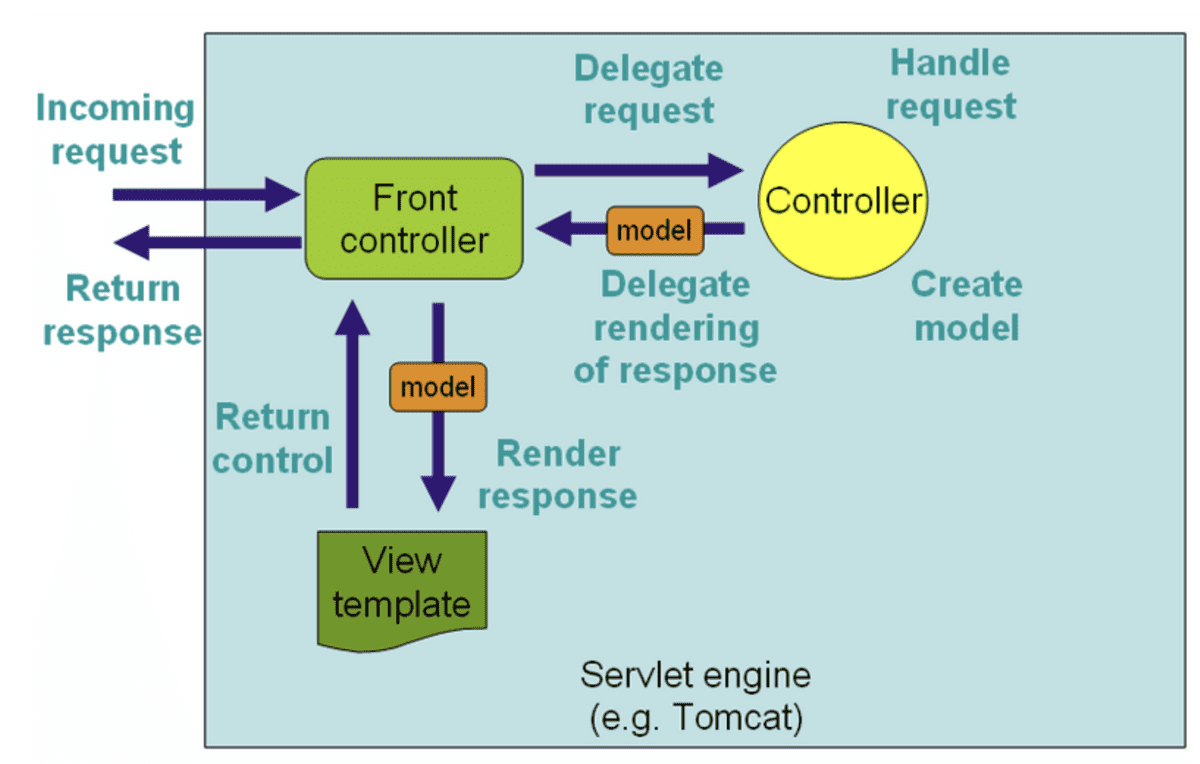 Incoming
request
Return
response
Front
controller
Delegate
request
Handle
request
Controller
model
Delegate
rendering
of response
Create
model
model
Return
control
Render
response
View
template
Servlet engine
(e.g. Tomcat)